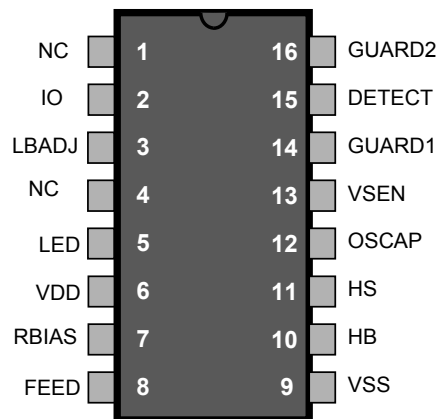 NC 1 16 GUARD2
IO 2 15 DETECT
LBADJ 3 14 GUARD1
NC 4 13 VSEN
LED 5 12 OSCAP
VDD 6 11 HS
RBIAS 7 10 HB
FEED 8 9 VSS